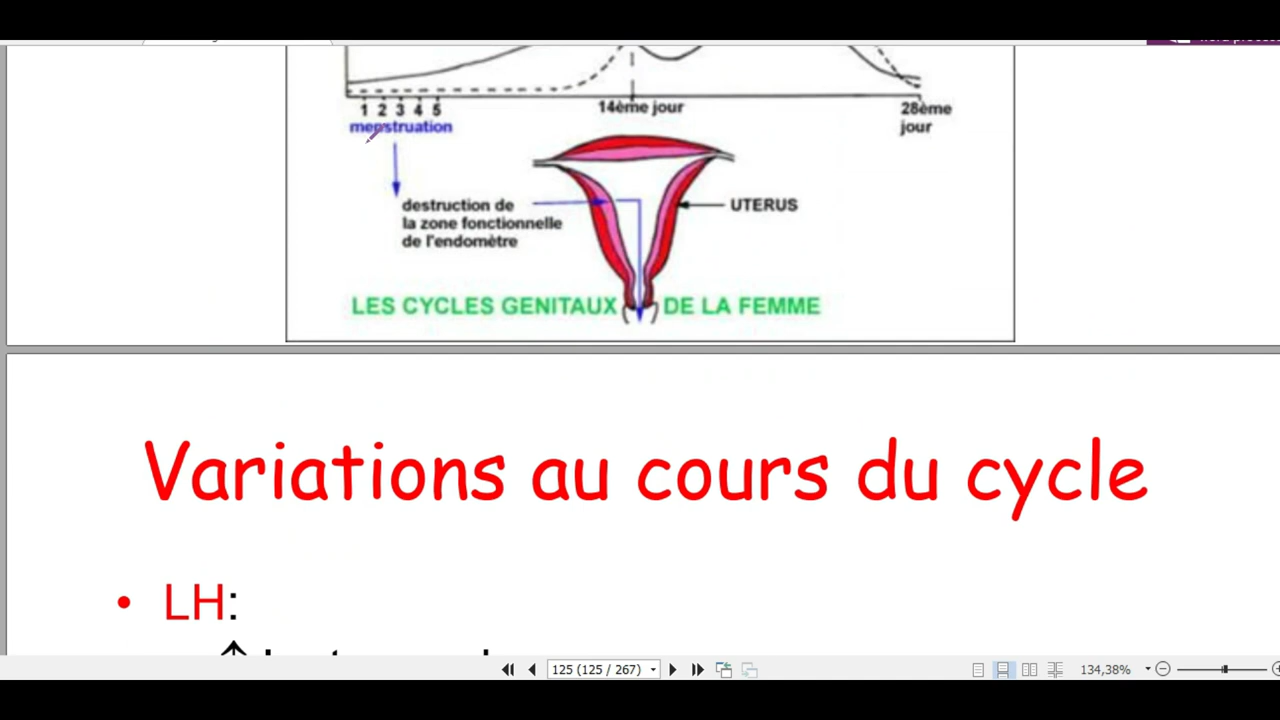 1 2 3 4 5
14ème jour
28ème
jour
menstruation
destruction de
la zone fonctionnelle
de l'endomètre
UTERUS
LES CYCLES GENITAUX DE LA FEMME
Variations au cours du cycle
• LH:
125 (125 / 267)
134,38%